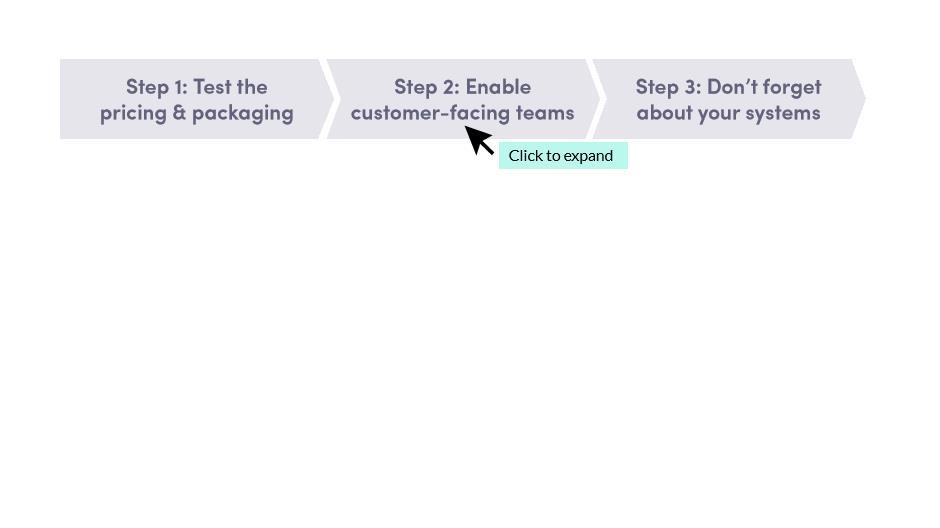 Step 1: Test the
pricing & packaging
Step 2: Enable
customer-facing teams
Step 3: Don’t forget
about your systems
Click to expand